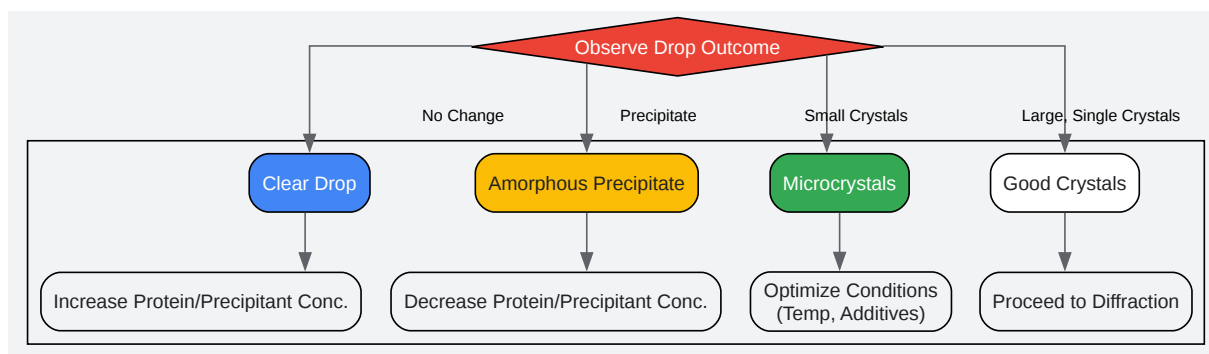 Observe Drop Outcome
No Change
Precipitate
Small Crystals
Large, Single Crystals
Clear Drop
Amorphous Precipitate
Microcrystals
Good Crystals
Increase Protein/Precipitant Conc.
Decrease Protein/Precipitant Conc.
Optimize Conditions
(Temp, Additives)
Proceed to Diffraction